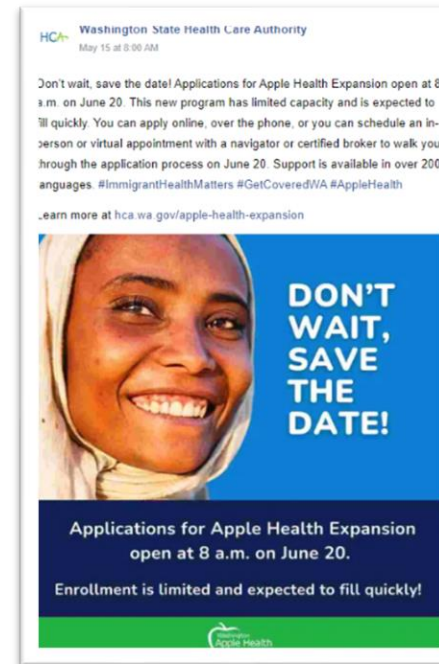 HCA
Washington State Health Care Authority
May 15 at 8:00 AM
Don't wait, save the date! Applications for Apple Health Expansion open at 8
a.m. on June 20. This new program has limited capacity and is expected to
fill quickly. You can apply online, over the phone, or you can schedule an in-
person or virtual appointment with a navigator or certified broker to walk you
through the application process on June 20. Support is available in over 200
languages. #ImmigrantHealthMatters #GetCoveredWA #AppleHealth
Learn more at hca.wa.gov/apple-health-expansion
DON'T
WAIT,
SAVE
THE
DATE!
Applications for Apple Health Expansion
open at 8 a.m. on June 20.
Enrollment is limited and expected to fill quickly!
Washington
Apple Health